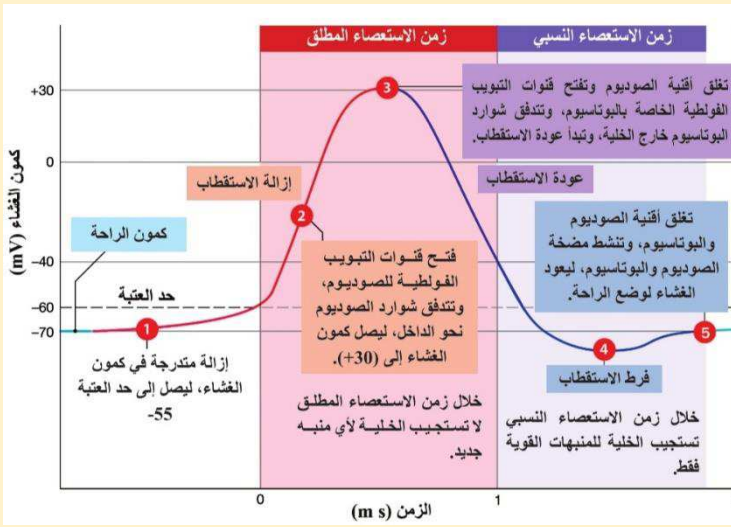 زمن الاستعصاء المطلق
زمن الاستعصاء النسبي
كمون الغشاء (mV)
+30
0
−40
−60
−70
3
تغلق أقنية الصوديوم وتفتح قنوات التبويب
الفولطية الخاصة بالبوتاسيوم، وتتدفق شوارد
البوتاسيوم خارج الخلية، وتبدأ عودة الاستقطاب.
إزالة الاستقطاب
عودة الاستقطاب
2
كمون الراحة
فتح قنوات التبويب
الفولطية للصوديوم،
وتتدفق شوارد الصوديوم
نحو الداخل، ليصل كمون
الغشاء إلى (30+).
تغلق أقنية الصوديوم
والبوتاسيوم، وتنشط مضخة
الصوديوم والبوتاسيوم، ليعود
الغشاء لوضع الراحة.
حد العتبة
1
5
4
إزالة متدرجة في كمون
الغشاء، ليصل إلى حد العتبة
-55
فرط الاستقطاب
خلال زمن الاستعصاء المطلق
لا تستجيب الخلية لأي منبه
جديد.
خلال زمن الاستعصاء النسبي
تستجيب الخلية للمنبهات القوية
فقط.
0
1
الزمن (m s)